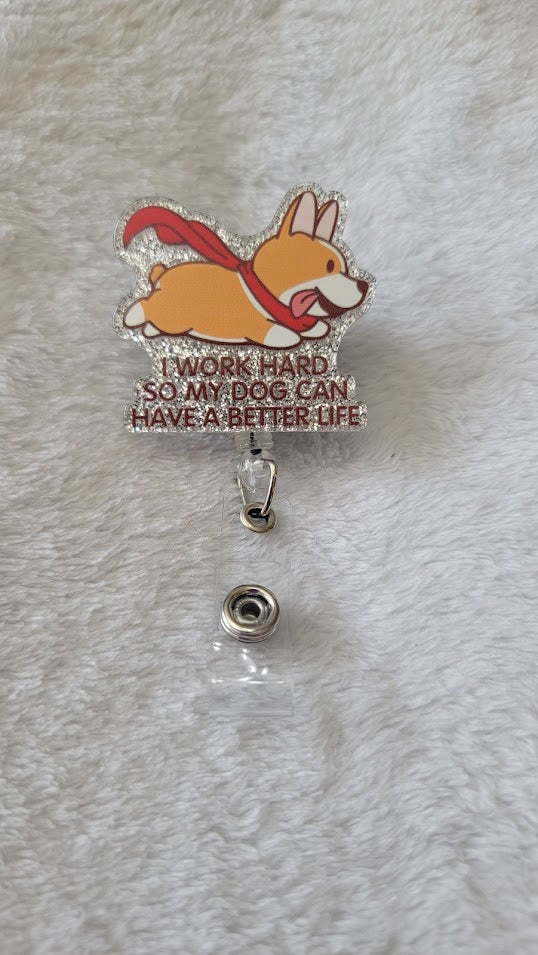 I WORK HARD
SO MY DOG CAN
HAVE A BETTER LIFE